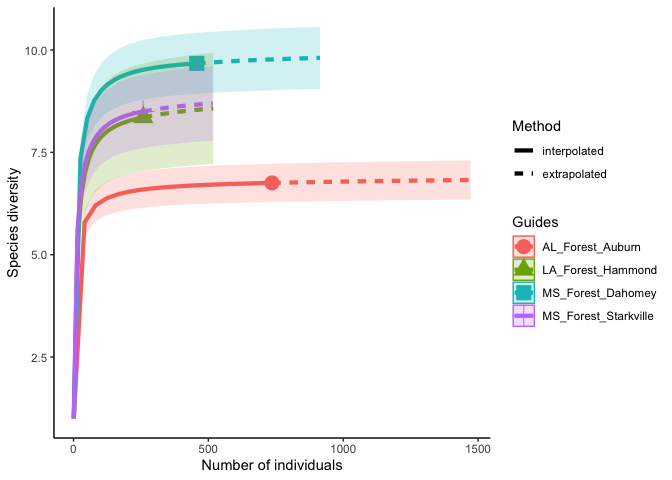 Species diversity
10.0
7.5
5.0
2.5
0
500
1000
1500
Number of individuals
Method
interpolated
extrapolated
Guides
AL_Forest_Auburn
LA_Forest_Hammond
MS_Forest_Dahomey
MS_Forest_Starkville